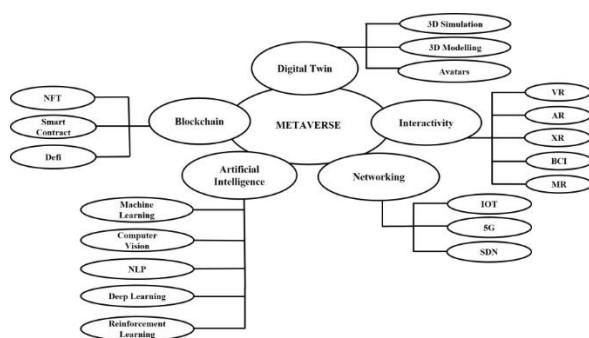 3D Simulation
3D Modelling
Avatars
Digital Twin
NFT
Smart
Contract
Defi
Blockchain
METAVERSE
Interactivity
VR
AR
XR
BCI
MR
Artificial
Intelligence
Networking
IOT
5G
SDN
Machine
Learning
Computer
Vision
NLP
Deep Learning
Reinforcement
Learning